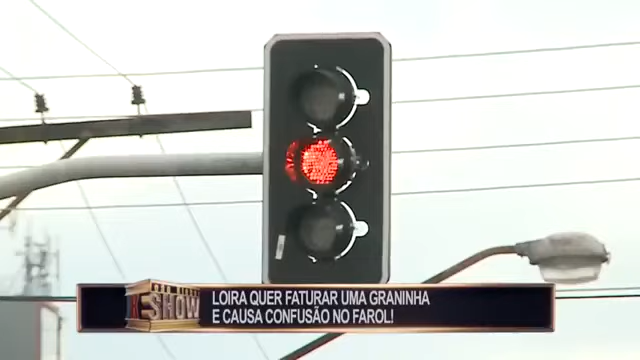 SHOW
LOIRA QUER FATURAR UMA GRANINHA
E CAUSA CONFUSÃO NO FAROL!